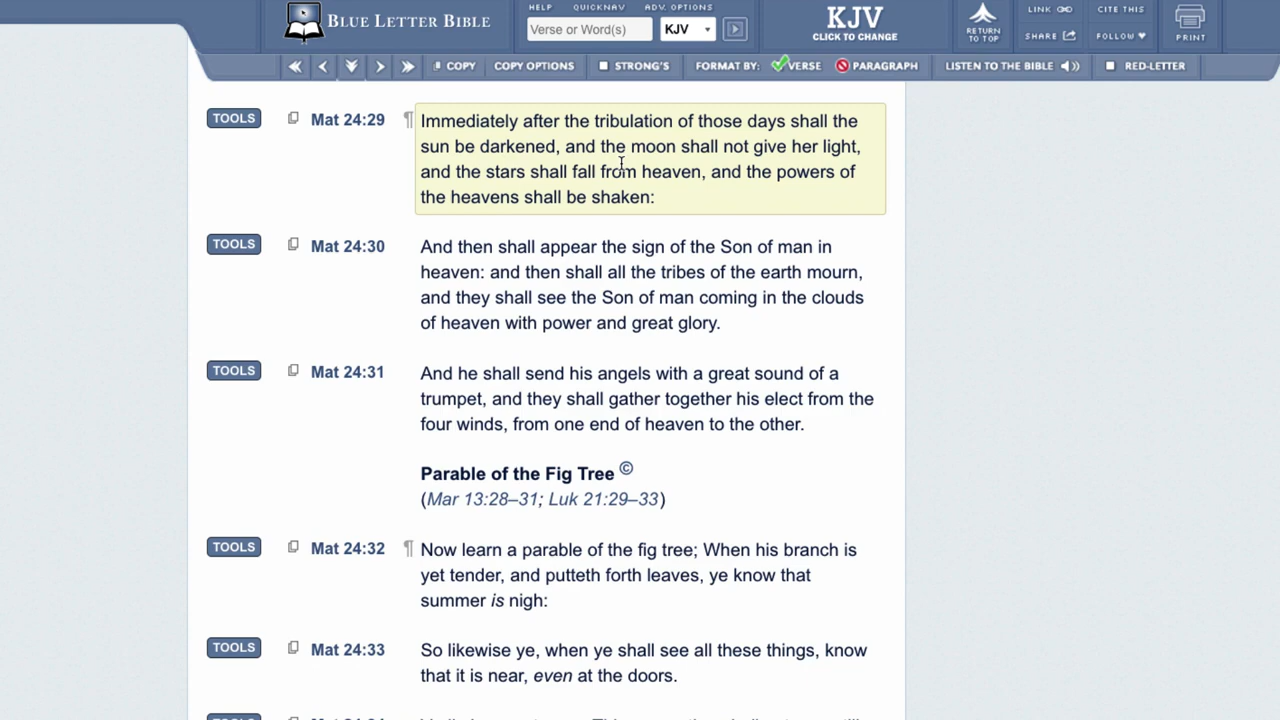 BLUE LETTER BIBLE
HELP QUICKNAV ADV. OPTIONS
Verse or Word(s) KJV
KJV
CLICK TO CHANGE
RETURN
TO TOP
LINK CITE THIS
SHARE FOLLOW
PRINT
COPY COPY OPTIONS STRONG'S FORMAT BY: VERSE PARAGRAPH LISTEN TO THE BIBLE RED-LETTER
TOOLS Mat 24:29 ¶ Immediately after the tribulation of those days shall the
sun be darkened, and the moon shall not give her light,
and the stars shall fall from heaven, and the powers of
the heavens shall be shaken:
TOOLS Mat 24:30 And then shall appear the sign of the Son of man in
heaven: and then shall all the tribes of the earth mourn,
and they shall see the Son of man coming in the clouds
of heaven with power and great glory.
TOOLS Mat 24:31 And he shall send his angels with a great sound of a
trumpet, and they shall gather together his elect from the
four winds, from one end of heaven to the other.
Parable of the Fig Tree ©
(Mar 13:28–31; Luk 21:29–33)
TOOLS Mat 24:32 ¶ Now learn a parable of the fig tree; When his branch is
yet tender, and putteth forth leaves, ye know that
summer is nigh:
TOOLS Mat 24:33 So likewise ye, when ye shall see all these things, know
that it is near, even at the doors.